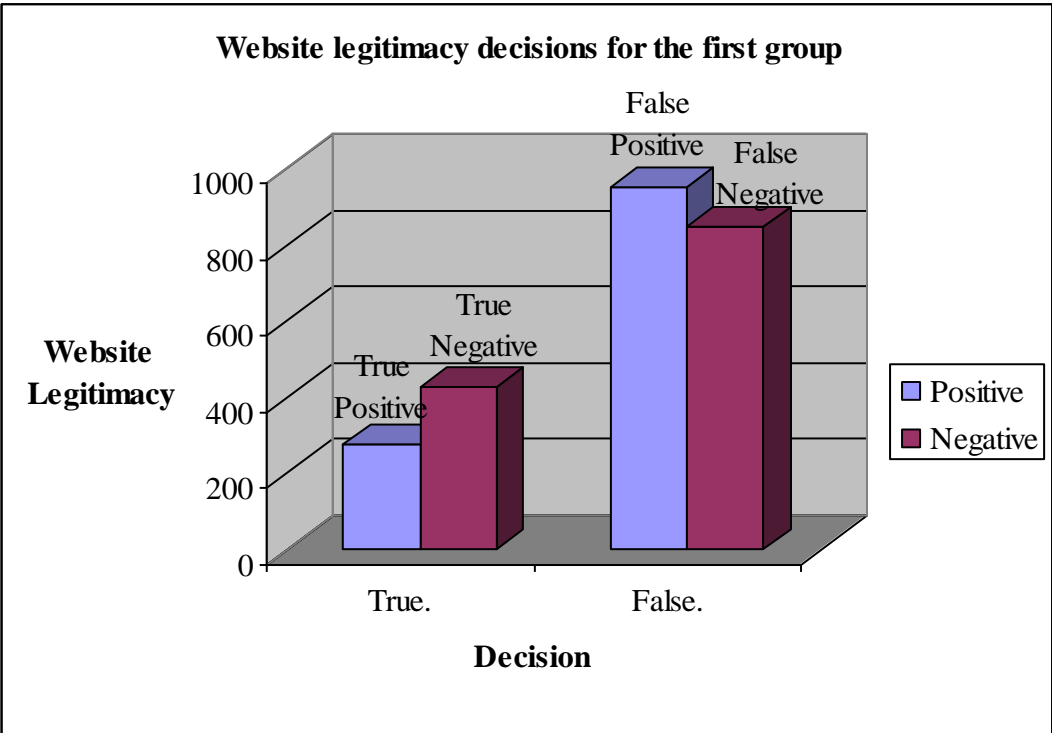 Website legitimacy decisions for the first group
False
Positive
False
Negative
True
Negative
True
Positive
1000
800
600
400
200
0
Website
Legitimacy
True.
False.
Decision
Positive
Negative